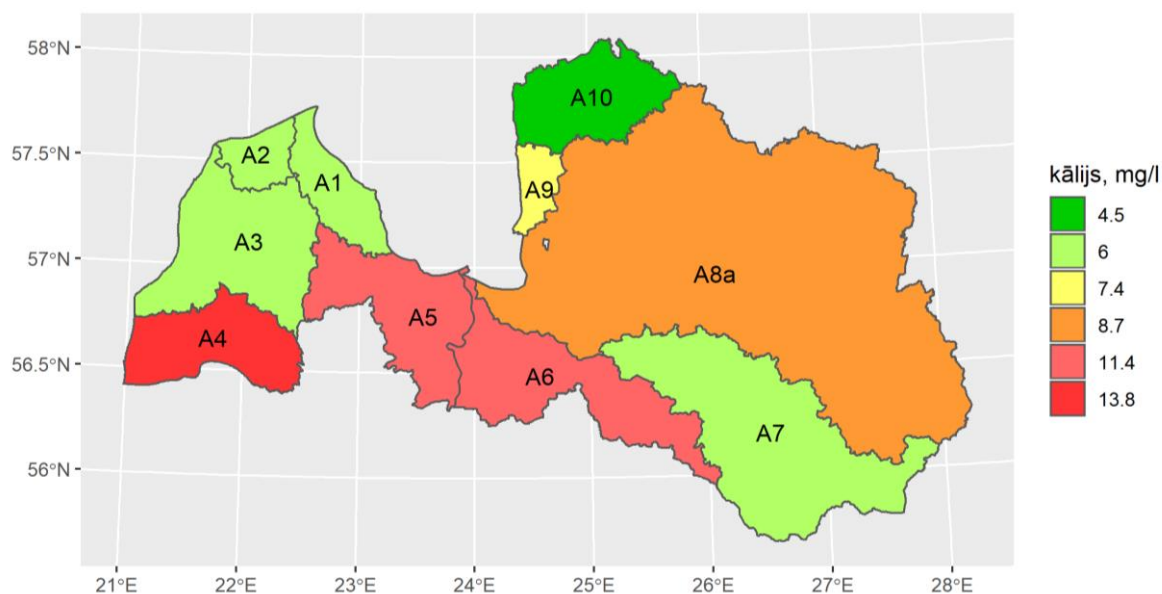 58°N
57.5°N
57°N
56.5°N
56°N
21°E
22°E
23°E
24°E
25°E
26°E
27°E
28°E
A10
A2
A1
A9
A3
A8a
A5
A4
A6
A7
kālijs, mg/l
4.5
6
7.4
8.7
11.4
13.8